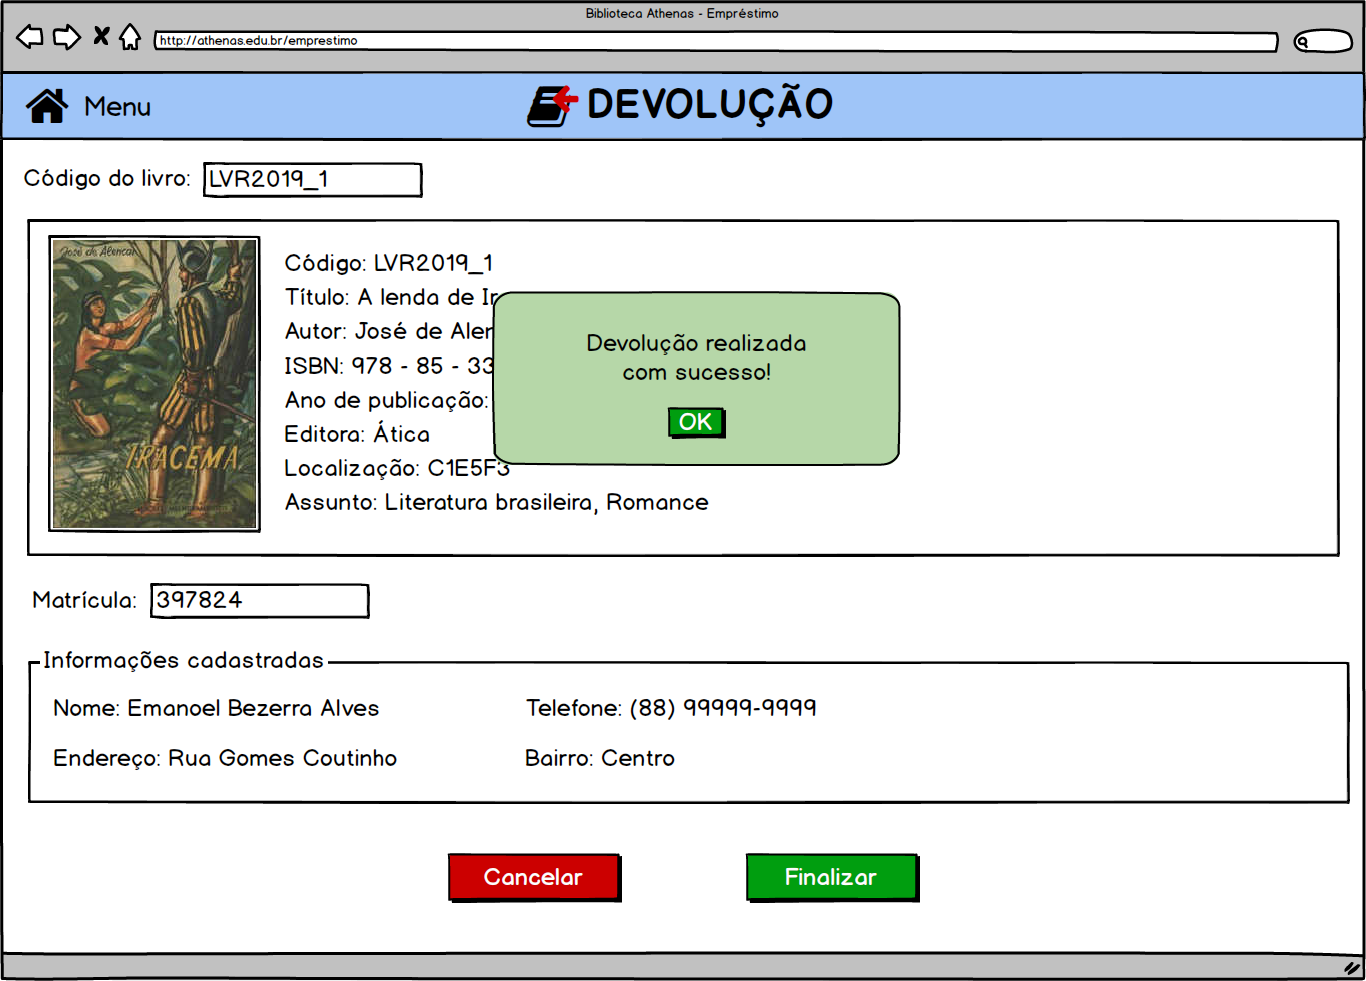 Biblioteca Athenas - Empréstimo
http://athenas.edu.br/emprestimo
Menu
DEVOLUÇÃO
Código do livro: LVR2019_1
José de Alencar
IRACEMA
Código: LVR2019_1
Título: A lenda de
Autor: José de
ISBN: 978 - 85 - 33
Ano de publicação:
Editora: Ática
Localização: C1E5F3
Assunto: Literatura brasileira, Romance
Devolução realizada
com sucesso!
OK
Matrícula: 397824
Informações cadastradas
Nome: Emanoel Bezerra Alves
Telefone: (88) 99999-9999
Endereço: Rua Gomes Coutinho
Bairro: Centro
Cancelar
Finalizar